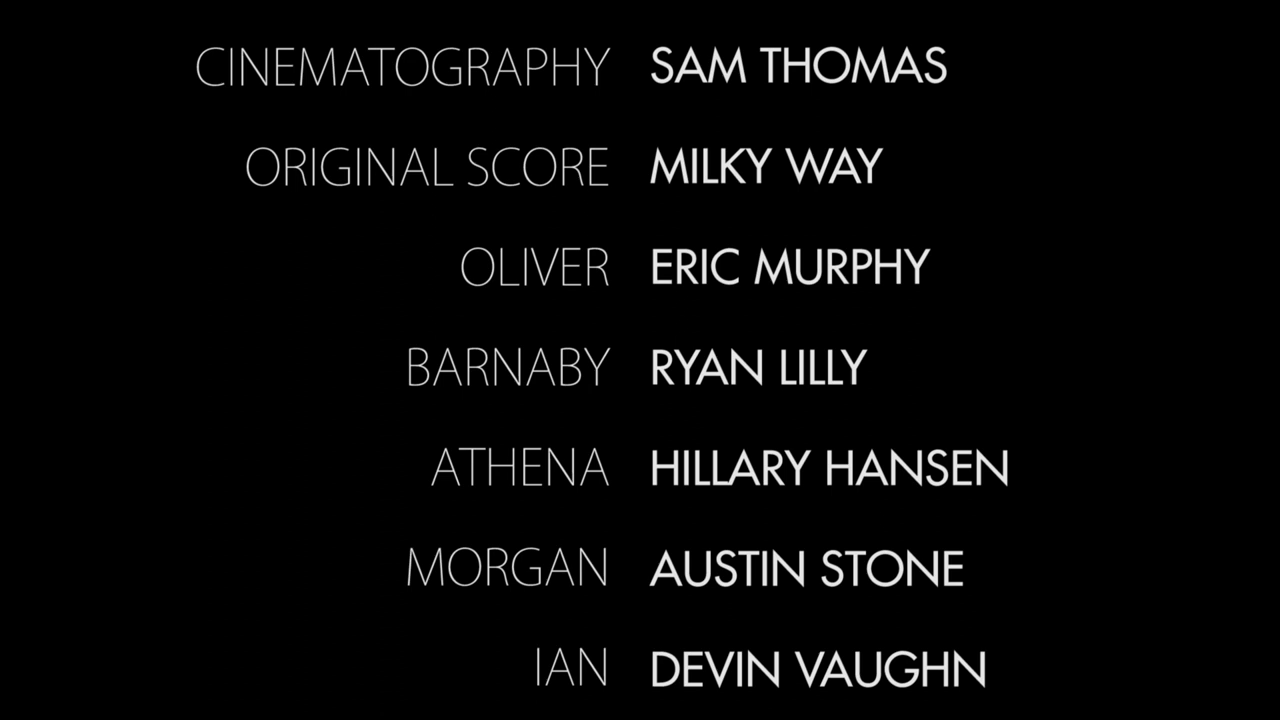 CINEMATOGRAPHY SAM THOMAS
ORIGINAL SCORE MILKY WAY
OLIVER ERIC MURPHY
BARNABY RYAN LILLY
ATHENA HILLARY HANSEN
MORGAN AUSTIN STONE
IAN DEVIN VAUGHN